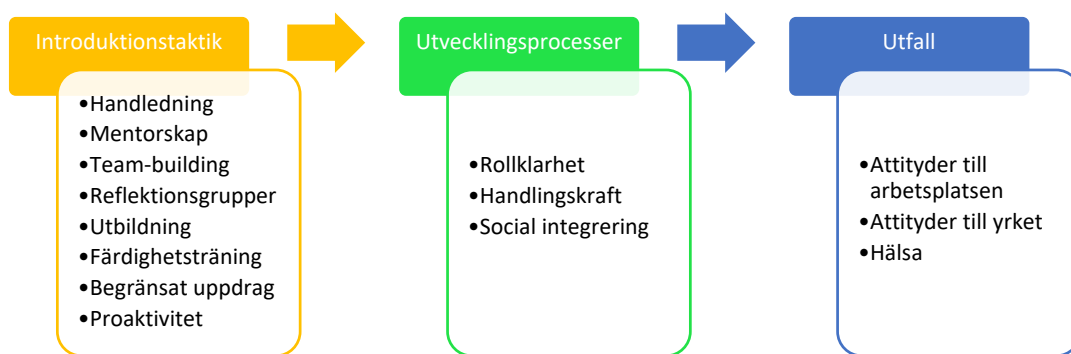 Introduktionstaktik
•Handledning
•Mentorskap
•Team-building
•Reflektionsgrupper
•Utbildning
•Färdighetsträning
•Begränsat uppdrag
•Proaktivitet
Utvecklingsprocesser
•Rollklarhet
•Handlingskraft
•Social integrering
Utfall
•Attityder till
arbetsplatsen
•Attityder till yrket
•Hälsa